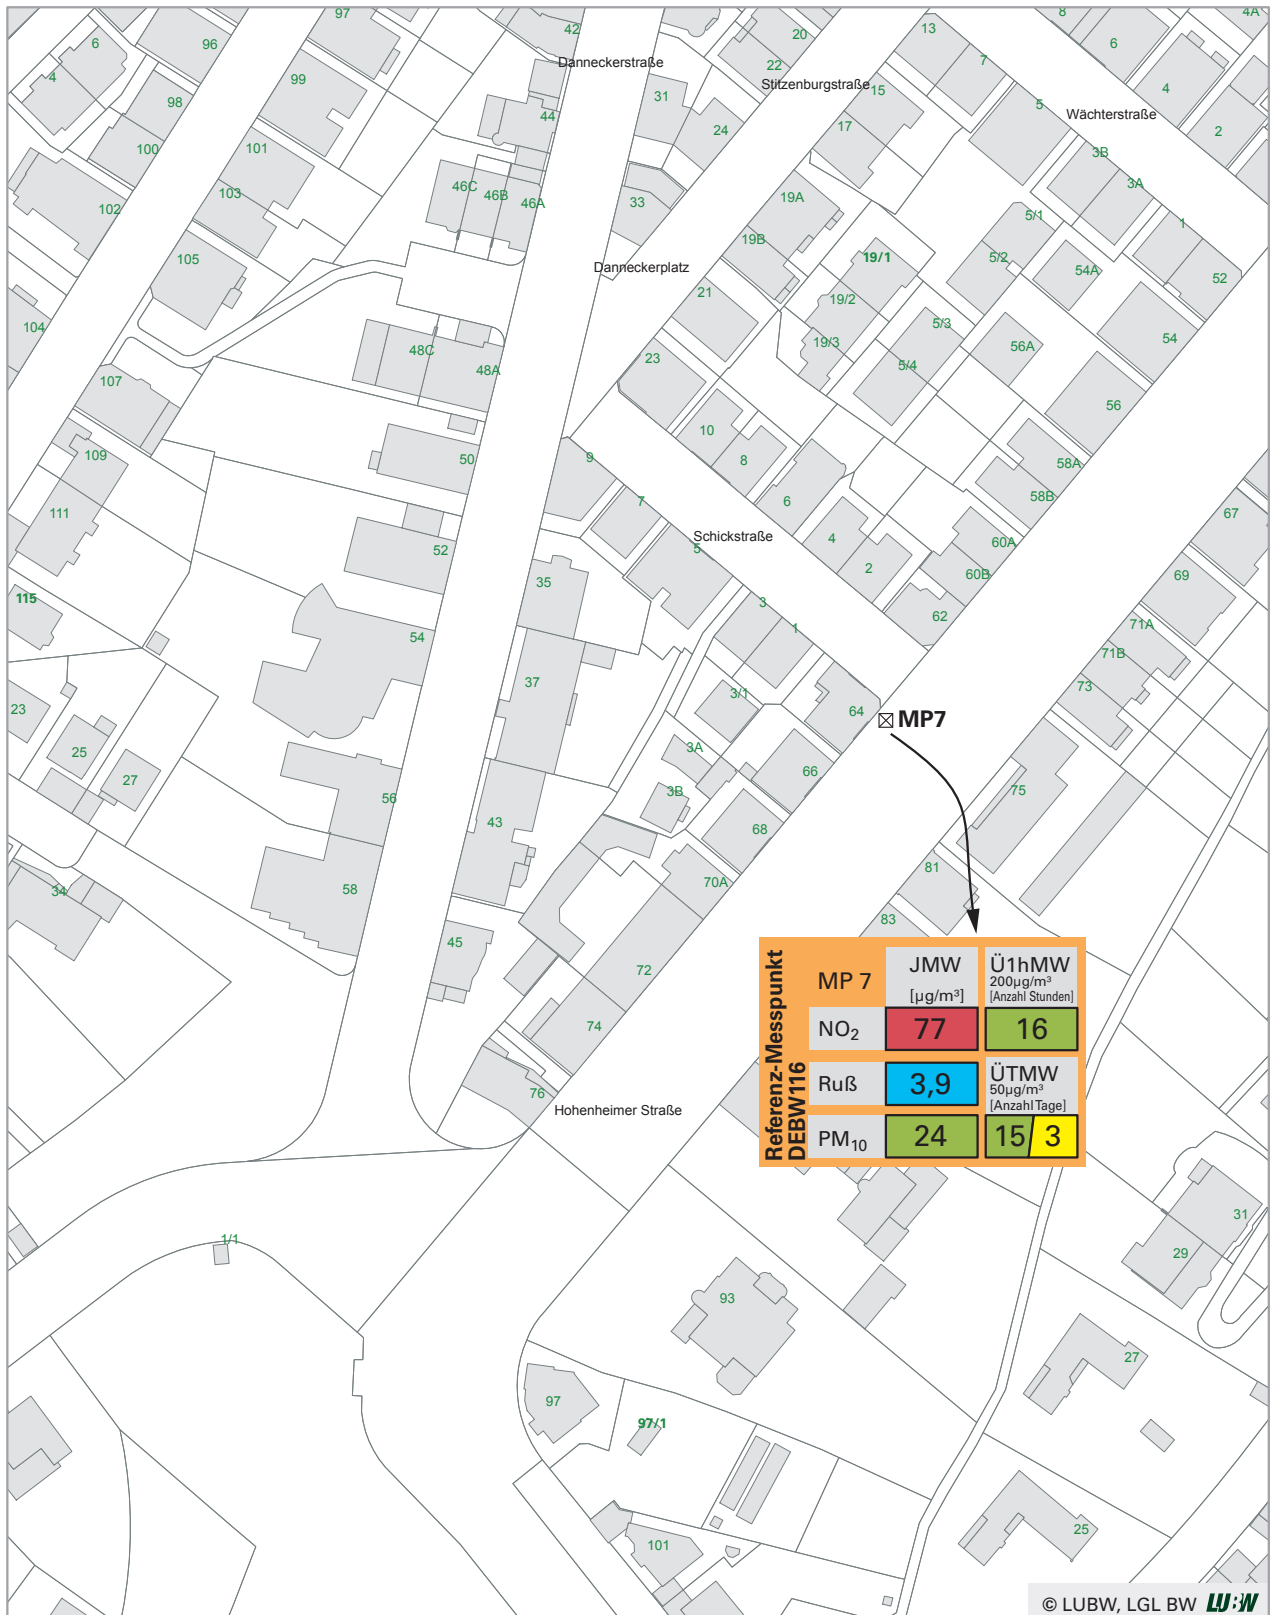 97
42
20
13
8
6
4A
6
96
Danneckerstraße
22
7
4
99
Stitzenburgstraße
15
4
98
31
5
Wächterstraße
44
24
17
2
100
101
3B
46C
46B
46A
3A
103
33
19A
102
5/1
1
19B
105
19/1
5/2
Danneckerplatz
54A
52
21
19/2
104
5/3
54
48C
19/3
56A
23
5/4
48A
107
56
10
109
50
9
8
58A
6
58B
111
7
67
Schickstraße
4
60A
52
5
2
69
60B
35
115
3
62
71A
54
1
71B
37
3/1
73
23
64
MP7
25
3A
66
27
3B
75
56
43
68
81
70A
34
58
83
45
72
74
76
Hohenheimer Straße
Referenz-Messpunkt
DEBW116
MP 7
JMW
[µg/m³]
Ü1hMW
200µg/m³
[Anzahl Stunden]
NO₂
77
16
Ruß
3,9
ÜTMW
50µg/m³
[Anzahl Tage]
PM₁₀
24
15
3
31
1/1
29
93
27
97
97/1
25
101
© LUBW, LGL BW LUBW